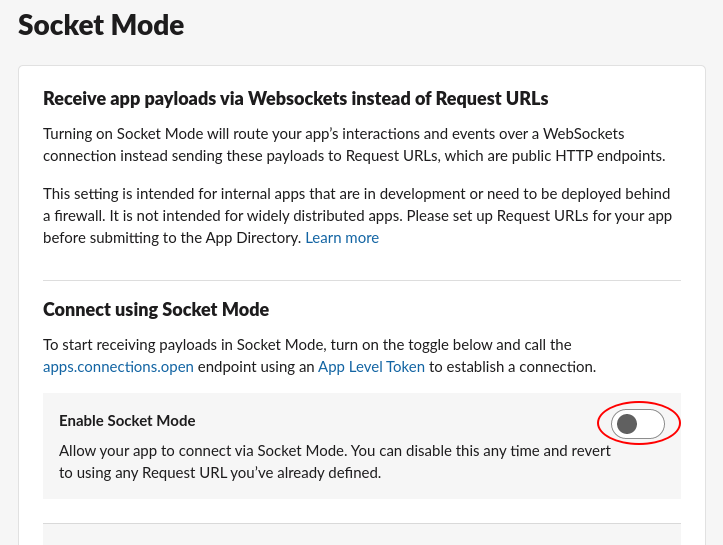 Socket Mode
Receive app payloads via Websockets instead of Request URLs
Turning on Socket Mode will route your app’s interactions and events over a WebSockets
connection instead sending these payloads to Request URLs, which are public HTTP endpoints.
This setting is intended for internal apps that are in development or need to be deployed behind
a firewall. It is not intended for widely distributed apps. Please set up Request URLs for your app
before submitting to the App Directory. Learn more
Connect using Socket Mode
To start receiving payloads in Socket Mode, turn on the toggle below and call the
apps.connections.open endpoint using an App Level Token to establish a connection.
Enable Socket Mode
Allow your app to connect via Socket Mode. You can disable this any time and revert
to using any Request URL you’ve already defined.